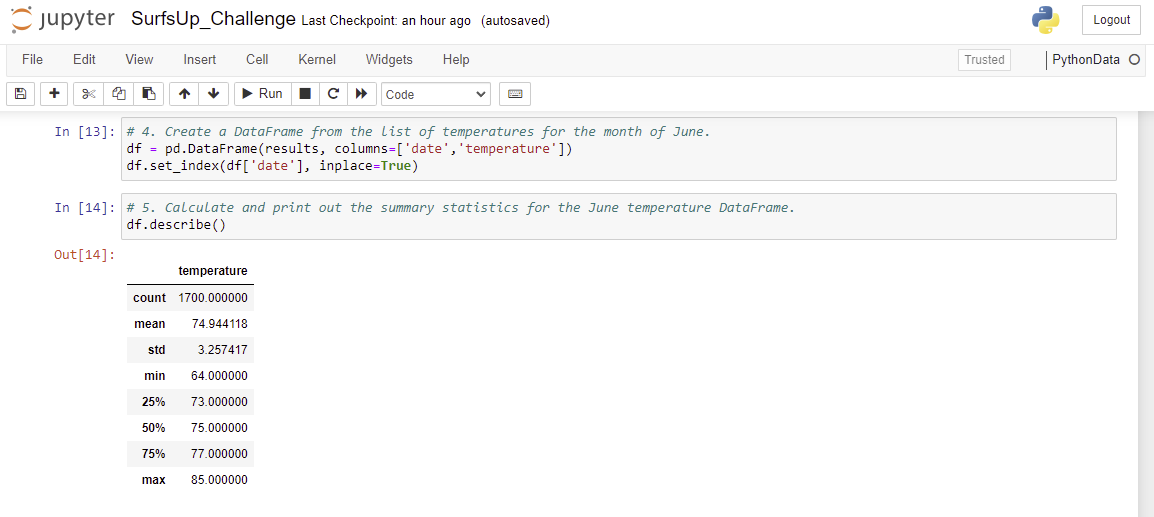 jupyter SurfsUp_Challenge Last Checkpoint: an hour ago (autosaved)
Logout
File Edit View Insert Cell Kernel Widgets Help
Trusted
PythonData
Run
Code
In [13]: # 4. Create a DataFrame from the list of temperatures for the month of June.
df = pd.DataFrame(results, columns=['date','temperature'])
df.set_index(df['date'], inplace=True)
In [14]: # 5. Calculate and print out the summary statistics for the June temperature DataFrame.
df.describe()
Out[14]:
temperature
count 1700.000000
mean 74.944118
std 3.257417
min 64.000000
25% 73.000000
50% 75.000000
75% 77.000000
max 85.000000